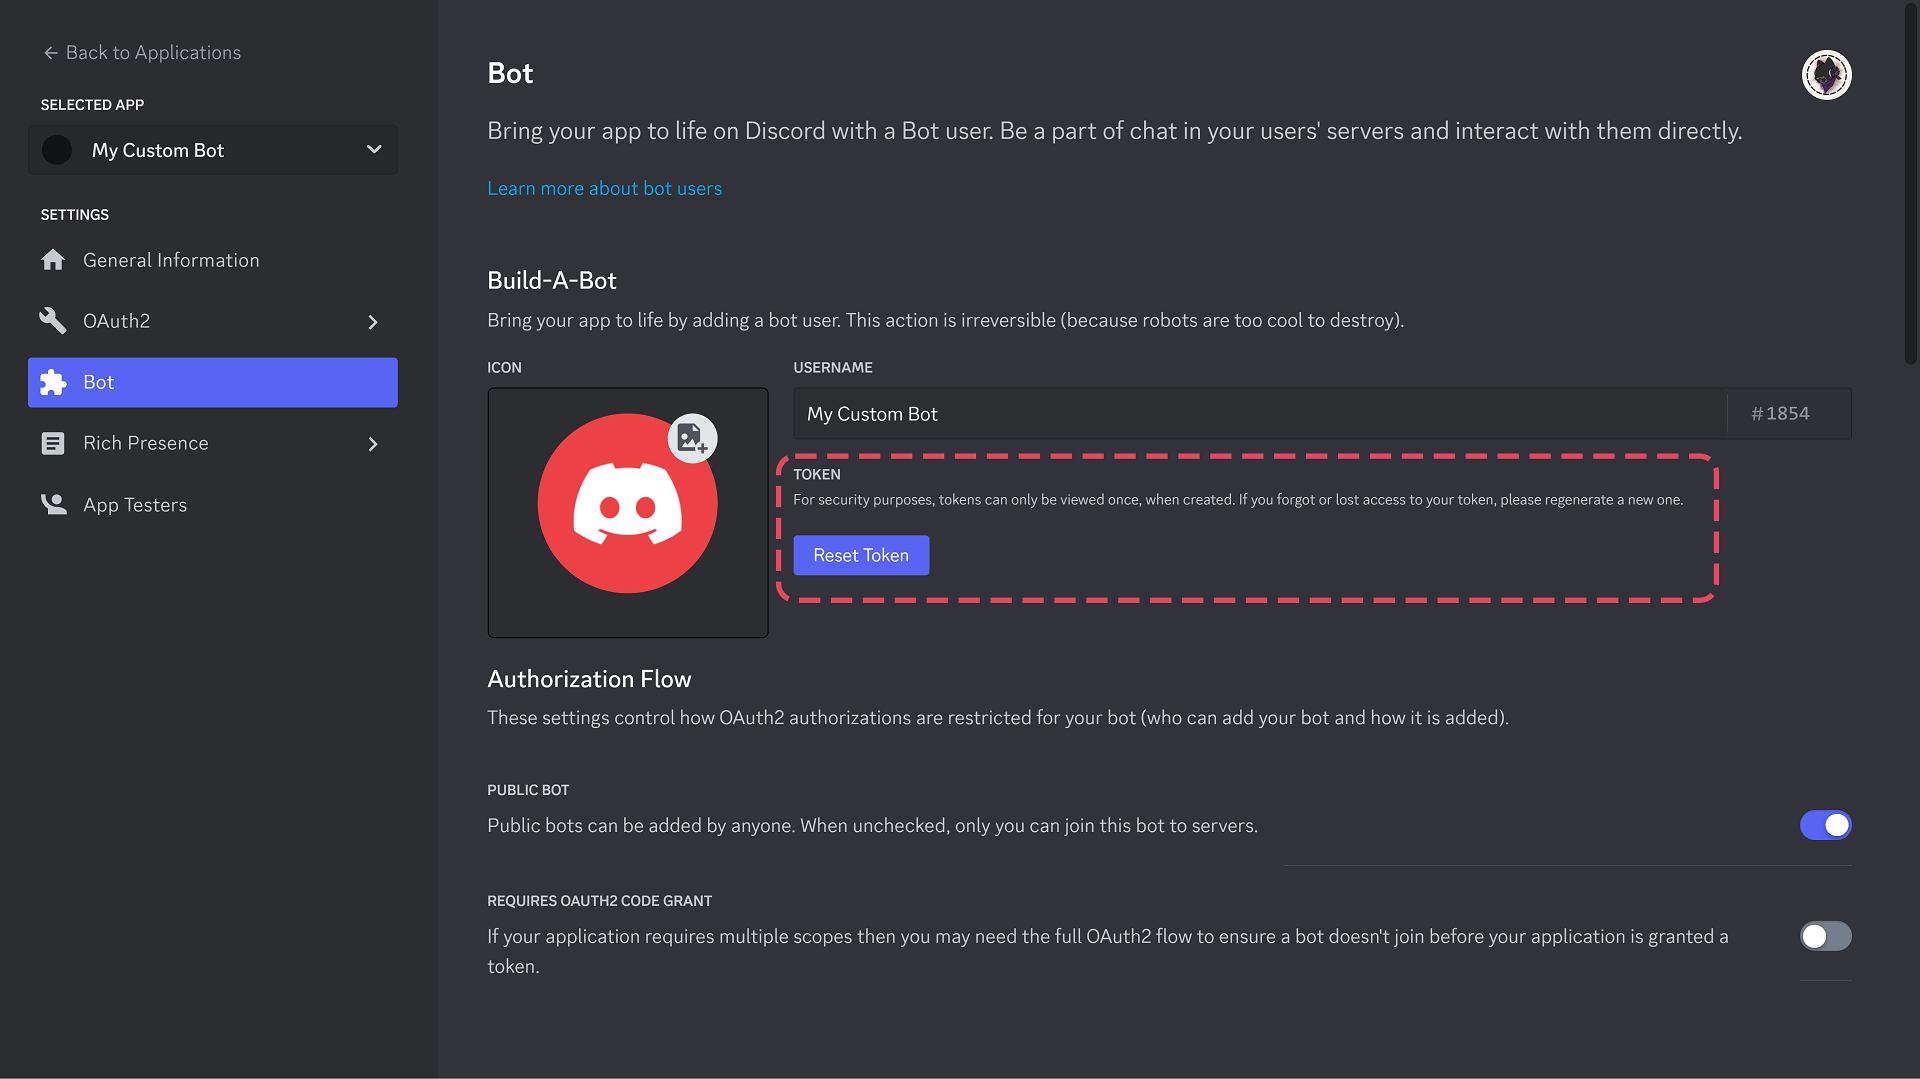 ← Back to Applications
SELECTED APP
My Custom Bot
SETTINGS
General Information
OAuth2
Bot
Rich Presence
App Testers
Bot
Bring your app to life on Discord with a Bot user. Be a part of chat in your users' servers and interact with them directly.
Learn more about bot users
Build-A-Bot
Bring your app to life by adding a bot user. This action is irreversible (because robots are too cool to destroy).
ICON
USERNAME
My Custom Bot
#1854
TOKEN
For security purposes, tokens can only be viewed once, when created. If you forgot or lost access to your token, please regenerate a new one.
Reset Token
Authorization Flow
These settings control how OAuth2 authorizations are restricted for your bot (who can add your bot and how it is added).
PUBLIC BOT
Public bots can be added by anyone. When unchecked, only you can join this bot to servers.
REQUIRES OAUTH2 CODE GRANT
If your application requires multiple scopes then you may need the full OAuth2 flow to ensure a bot doesn't join before your application is granted a
token.